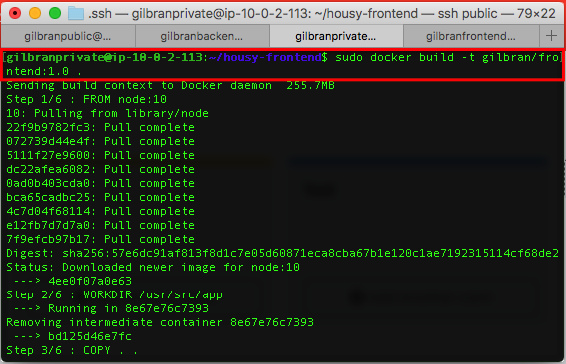 .ssh — gilbranprivate@ip-10-0-2-113: ~/housy-frontend — ssh public — 79×22
gilbranpublic@... gilbranbacken... gilbranprivate... gilbranfronten... +
[gilbranprivate@ip-10-0-2-113:~/housy-frontend$ sudo docker build -t gilbran/fro
ntend:1.0 .
Sending build context to Docker daemon  255.7MB
Step 1/6 : FROM node:10
10: Pulling from library/node
22f9b9782fc3: Pull complete
072739d44e4f: Pull complete
5111f27e9600: Pull complete
dc22afea6082: Pull complete
0ad0b403cda0: Pull complete
bca65cadbc25: Pull complete
4c7d04f68114: Pull complete
e12fb7d7d7a0: Pull complete
7f9efcb97b17: Pull complete
Digest: sha256:57e6dc91af813f8d1c7e05d60871eca8cba67b1e120c1ae7192315114cf68de2
Status: Downloaded newer image for node:10
 ---> 4ee0f07a0e63
Step 2/6 : WORKDIR /usr/src/app
 ---> Running in 8e67e76c7393
Removing intermediate container 8e67e76c7393
 ---> bd125d46e7fc
Step 3/6 : COPY . .